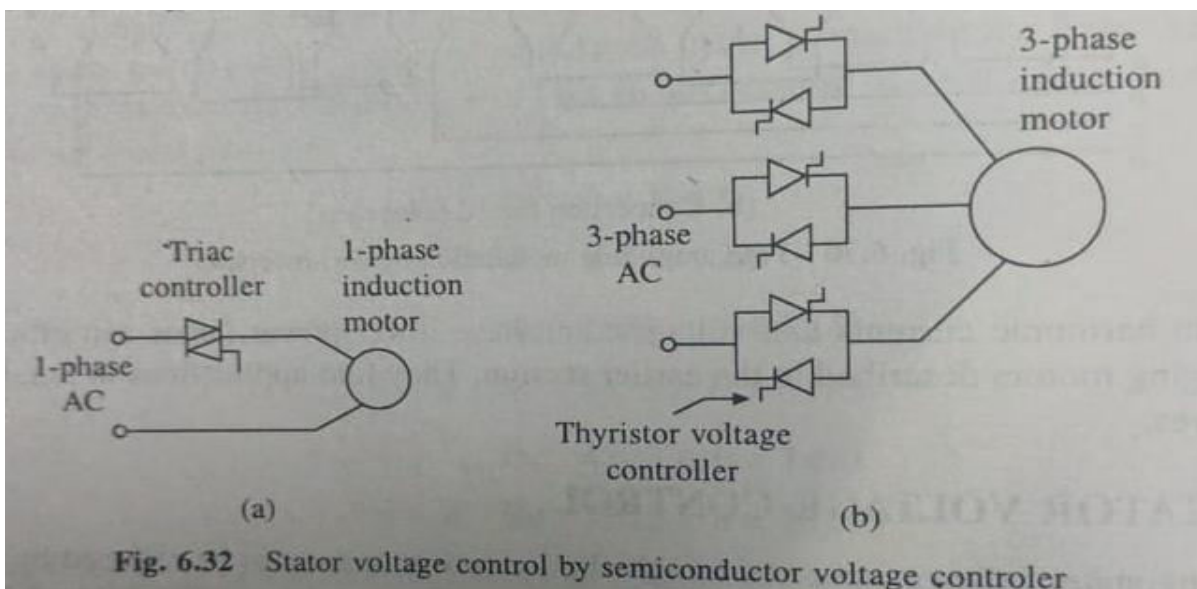 3-phase
induction
motor
3-phase
AC
Triac
controller
1-phase
induction
motor
1-phase
AC
Thyristor voltage
controller
(a)
(b)
Fig. 6.32 Stator voltage control by semiconductor voltage controler